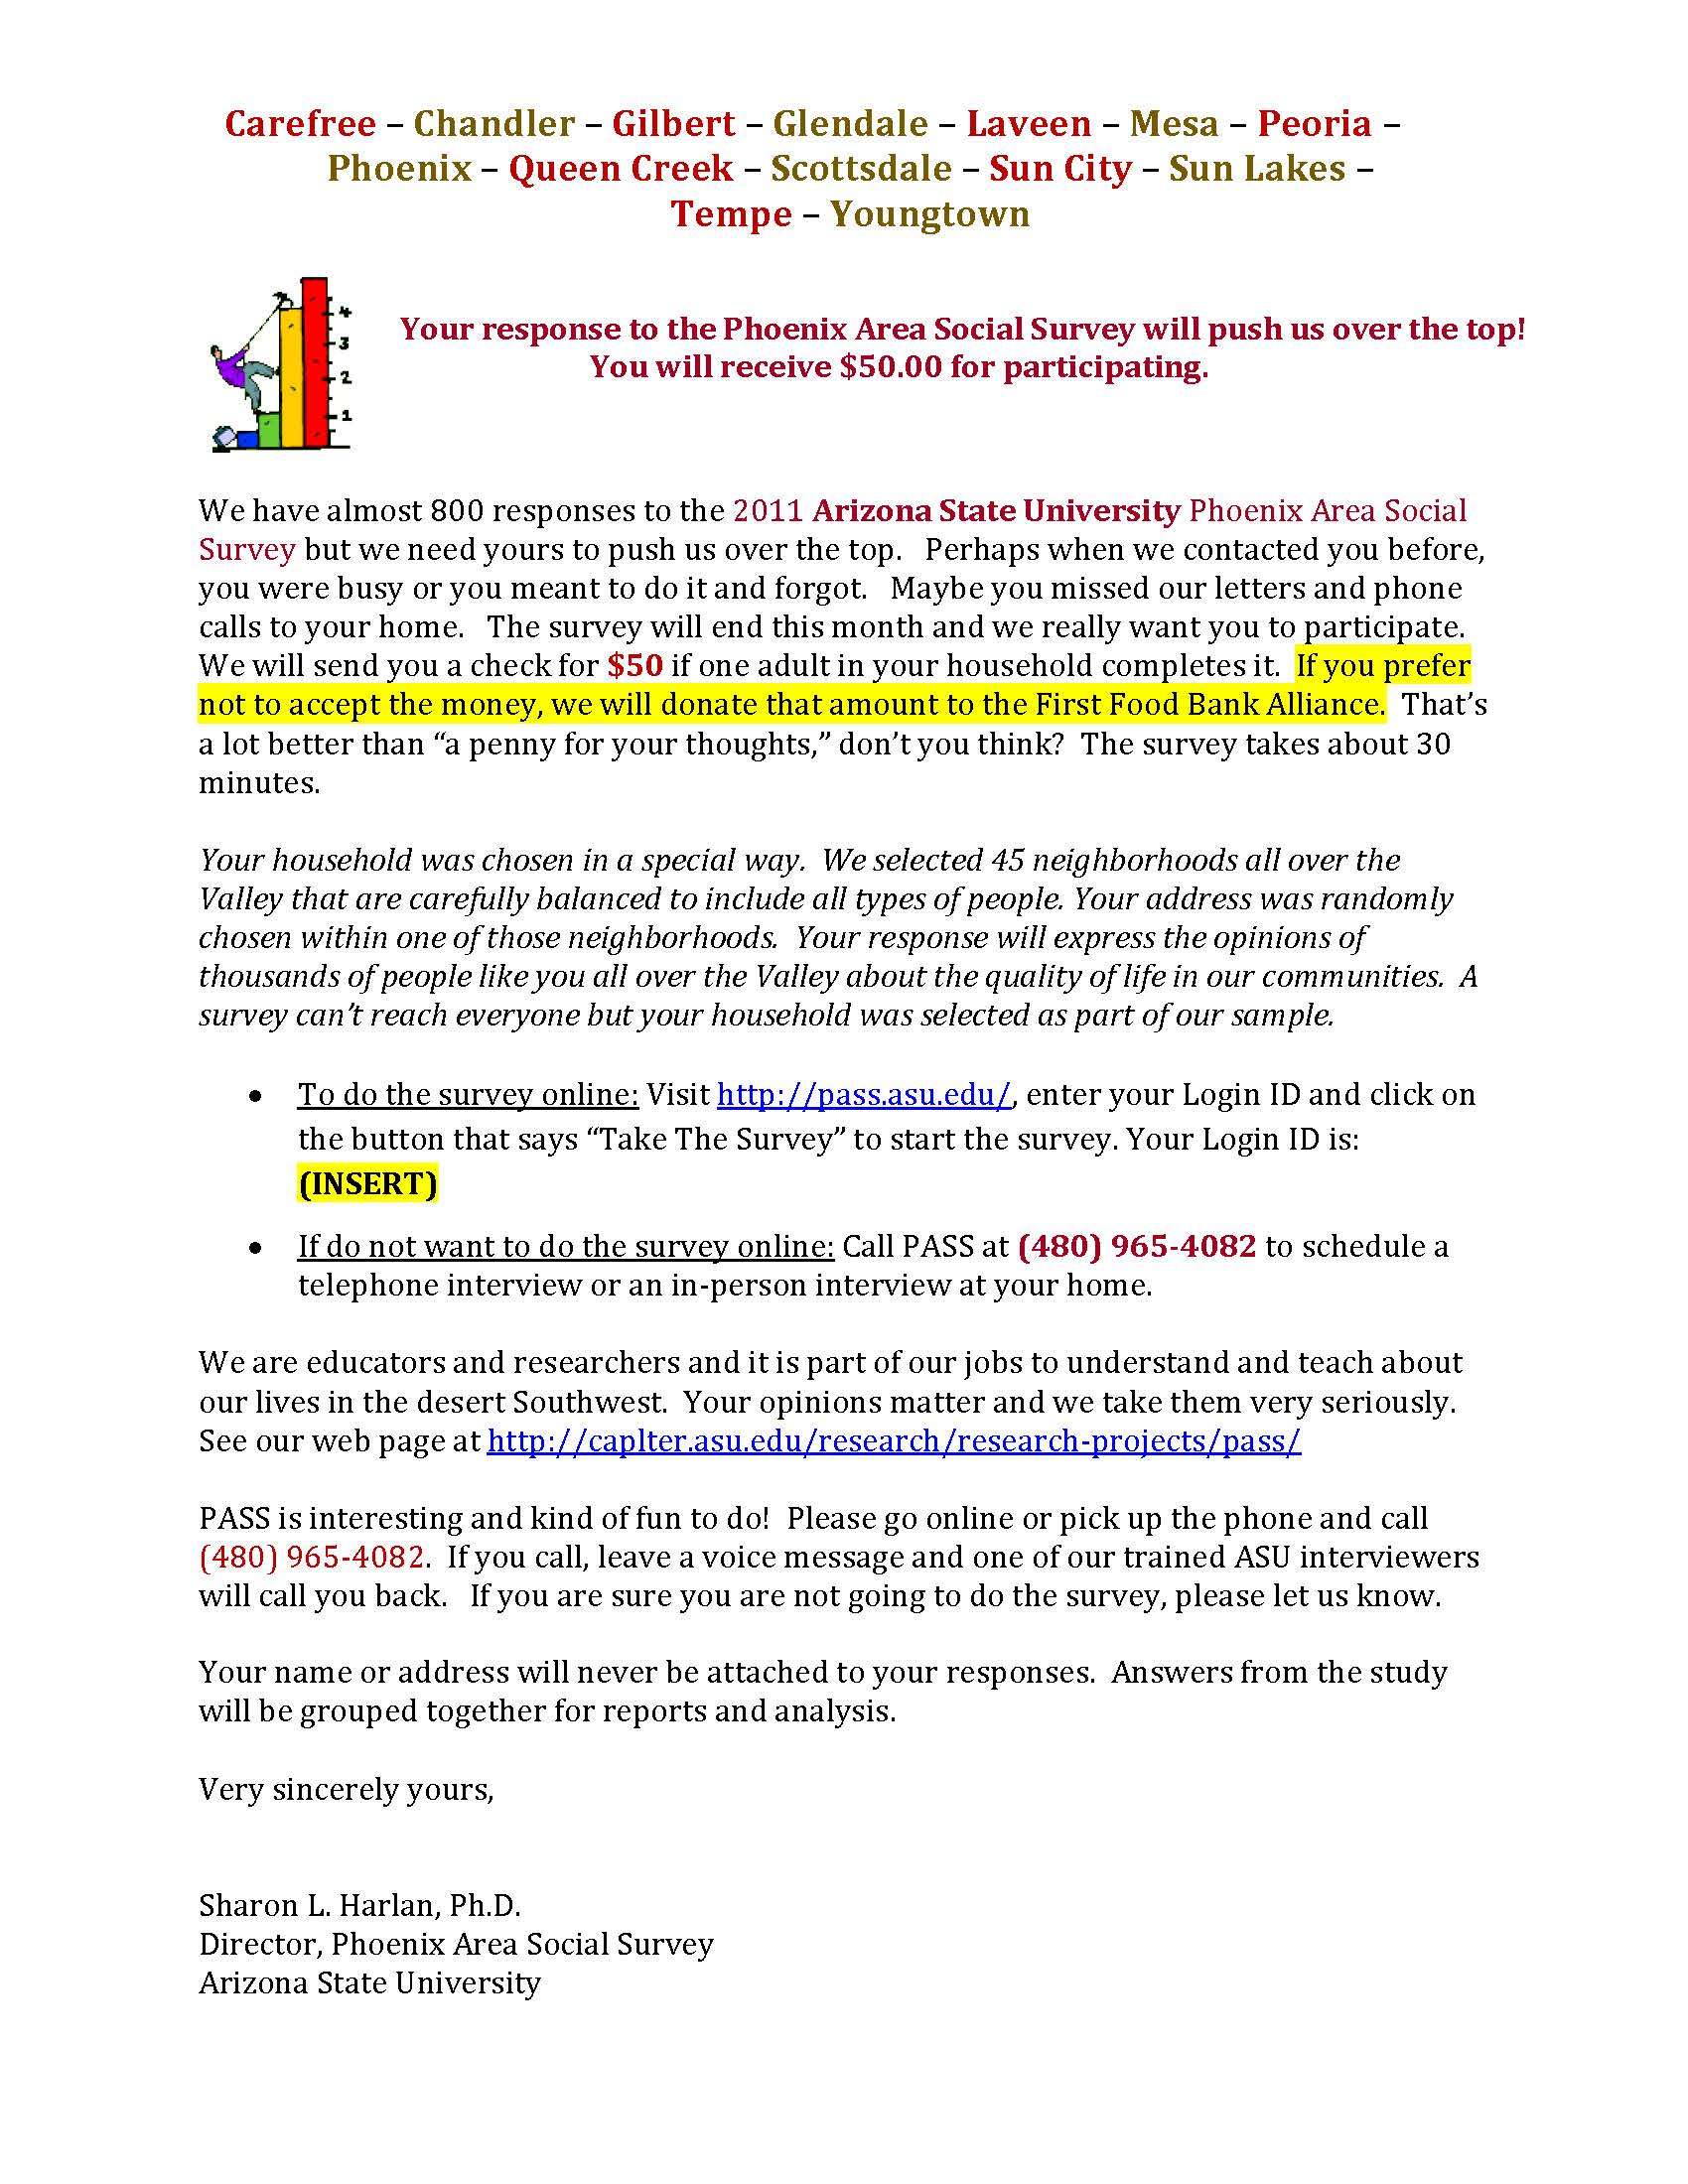 Carefree – Chandler – Gilbert – Glendale – Laveen – Mesa – Peoria –
Phoenix – Queen Creek – Scottsdale – Sun City – Sun Lakes –
Tempe – Youngtown
4
3
2
1
Your response to the Phoenix Area Social Survey will push us over the top!
You will receive $50.00 for participating.
We have almost 800 responses to the 2011 Arizona State University Phoenix Area Social
Survey but we need yours to push us over the top.   Perhaps when we contacted you before,
you were busy or you meant to do it and forgot.   Maybe you missed our letters and phone
calls to your home.   The survey will end this month and we really want you to participate.
We will send you a check for $50 if one adult in your household completes it.  If you prefer
not to accept the money, we will donate that amount to the First Food Bank Alliance.  That’s
a lot better than “a penny for your thoughts,” don’t you think?  The survey takes about 30
minutes.
Your household was chosen in a special way.  We selected 45 neighborhoods all over the
Valley that are carefully balanced to include all types of people. Your address was randomly
chosen within one of those neighborhoods.  Your response will express the opinions of
thousands of people like you all over the Valley about the quality of life in our communities.  A
survey can’t reach everyone but your household was selected as part of our sample.
• To do the survey online: Visit http://pass.asu.edu/, enter your Login ID and click on
the button that says “Take The Survey” to start the survey. Your Login ID is:
(INSERT)
• If do not want to do the survey online: Call PASS at (480) 965-4082 to schedule a
telephone interview or an in-person interview at your home.
We are educators and researchers and it is part of our jobs to understand and teach about
our lives in the desert Southwest.  Your opinions matter and we take them very seriously.
See our web page at http://caplter.asu.edu/research/research-projects/pass/
PASS is interesting and kind of fun to do!  Please go online or pick up the phone and call
(480) 965-4082.  If you call, leave a voice message and one of our trained ASU interviewers
will call you back.   If you are sure you are not going to do the survey, please let us know.
Your name or address will never be attached to your responses.  Answers from the study
will be grouped together for reports and analysis.
Very sincerely yours,
Sharon L. Harlan, Ph.D.
Director, Phoenix Area Social Survey
Arizona State University